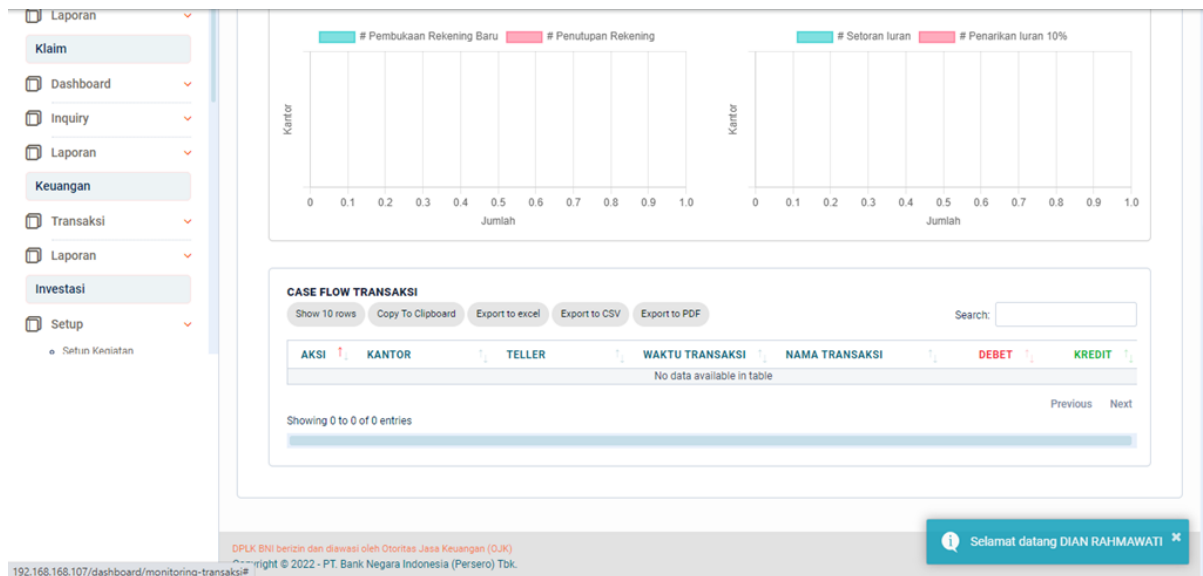 Laporan
Klaim
Dashboard
Inquiry
Laporan
Keuangan
Transaksi
Laporan
Investasi
Setup
Setup Kegiatan
# Pembukaan Rekening Baru # Penutupan Rekening
Kantor
0 0.1 0.2 0.3 0.4 0.5 0.6 0.7 0.8 0.9 1.0
Jumlah
# Setoran Iuran # Penarikan Iuran 10%
Kantor
0 0.1 0.2 0.3 0.4 0.5 0.6 0.7 0.8 0.9 1.0
Jumlah
CASE FLOW TRANSAKSI
Show 10 rows Copy To Clipboard Export to excel Export to CSV Export to PDF Search:
AKSI KANTOR TELLER WAKTU TRANSAKSI NAMA TRANSAKSI DEBET KREDIT
No data available in table
Previous Next
Showing 0 to 0 of 0 entries
DPLK BNI berizin dan diawasi oleh Otoritas Jasa Keuangan (OJK)
Copyright © 2022 - PT. Bank Negara Indonesia (Persero) Tbk.
Selamat datang DIAN RAHMAWATI ×
192.168.168.107/dashboard/monitoring-transaksi#